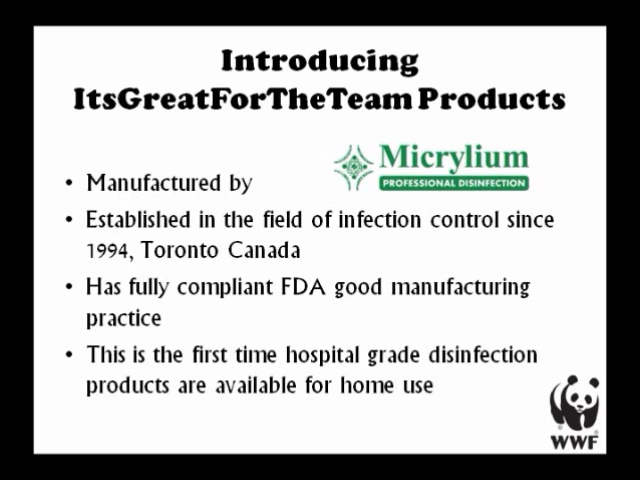 Introducing
ItsGreatForTheTeam Products
Micrylium
PROFESSIONAL DISINFECTION
• Manufactured by
• Established in the field of infection control since
1994, Toronto Canada
• Has fully compliant FDA good manufacturing
practice
• This is the first time hospital grade disinfection
products are available for home use
WWF